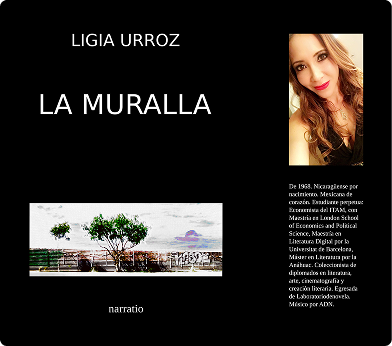 LIGIA URROZ
LA MURALLA
narratio
De 1968. Nicaragüense por
nacimiento. Mexicana de
corazón. Estudiante perpetua:
Economista del ITAM, con
Maestría en London School
of Economics and Political
Science, Maestría en
Literatura Digital por la
Universitat de Barcelona,
Máster en Literatura por la
Anáhuac. Coleccionista de
diplomados en literatura,
arte, cinematografía y
creación literaria. Egresada
de Laboratoriodenovela.
Músico por ADN.